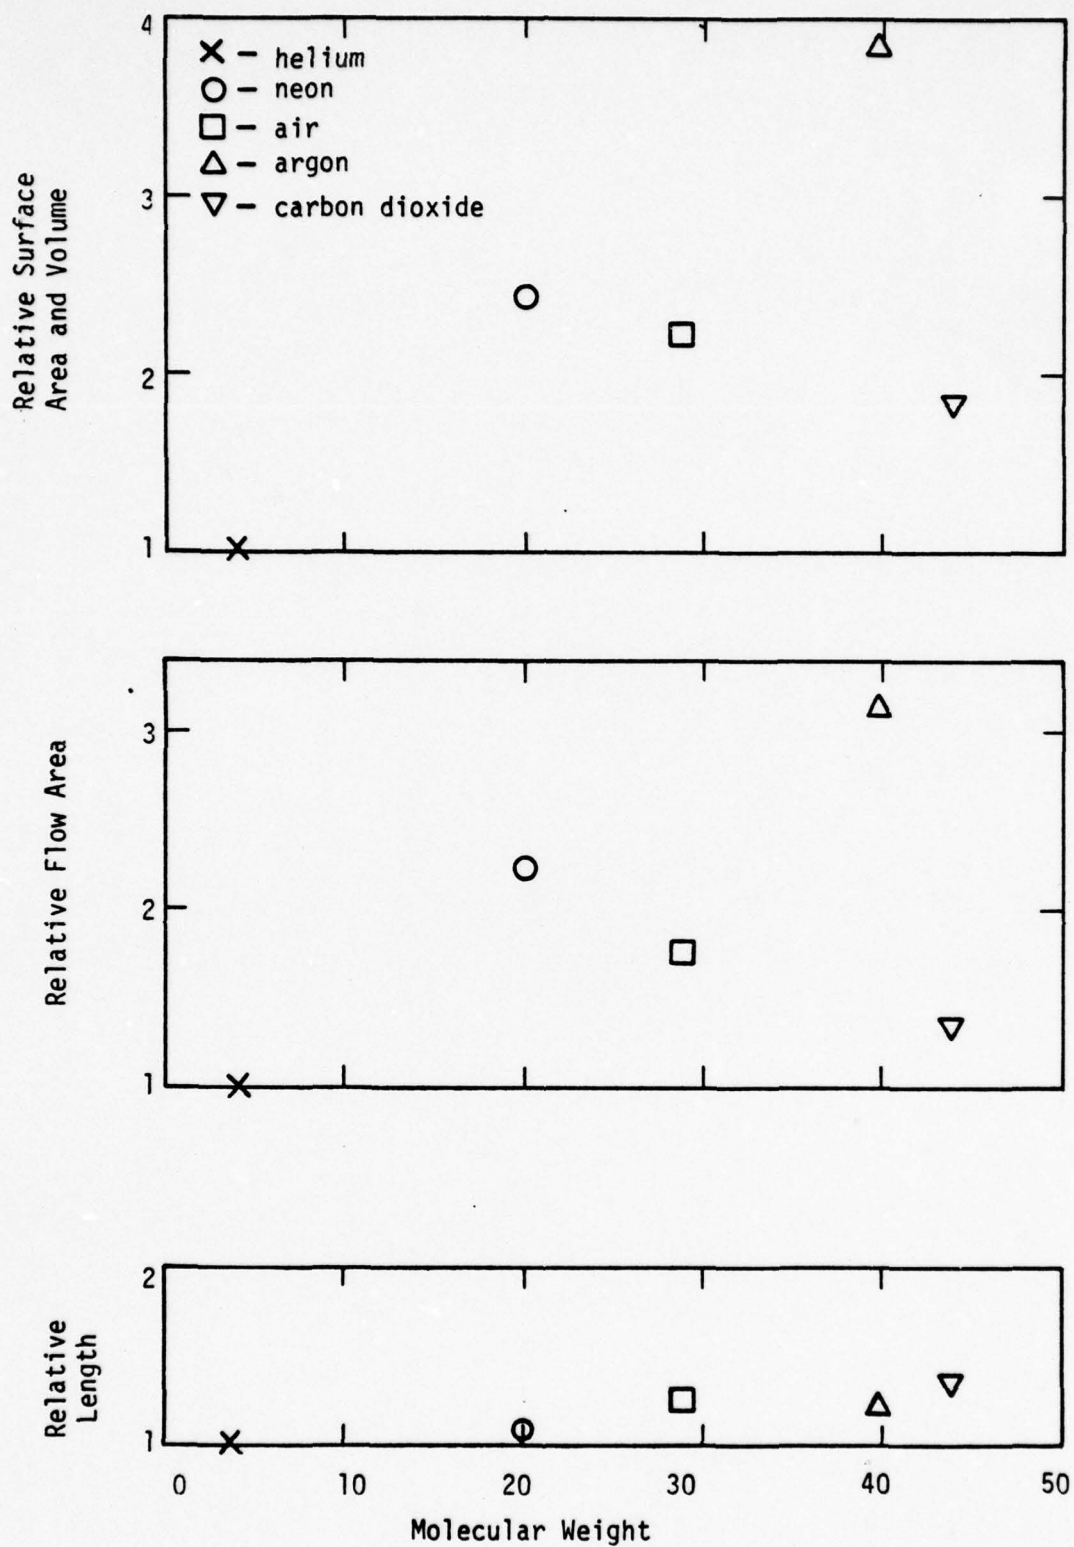 4
× – helium
○ – neon
□ – air
△ – argon
▽ – carbon dioxide
3
2
1
Relative Surface
Area and Volume
3
2
1
Relative Flow Area
2
1
Relative
Length
0 10 20 30 40 50
Molecular Weight